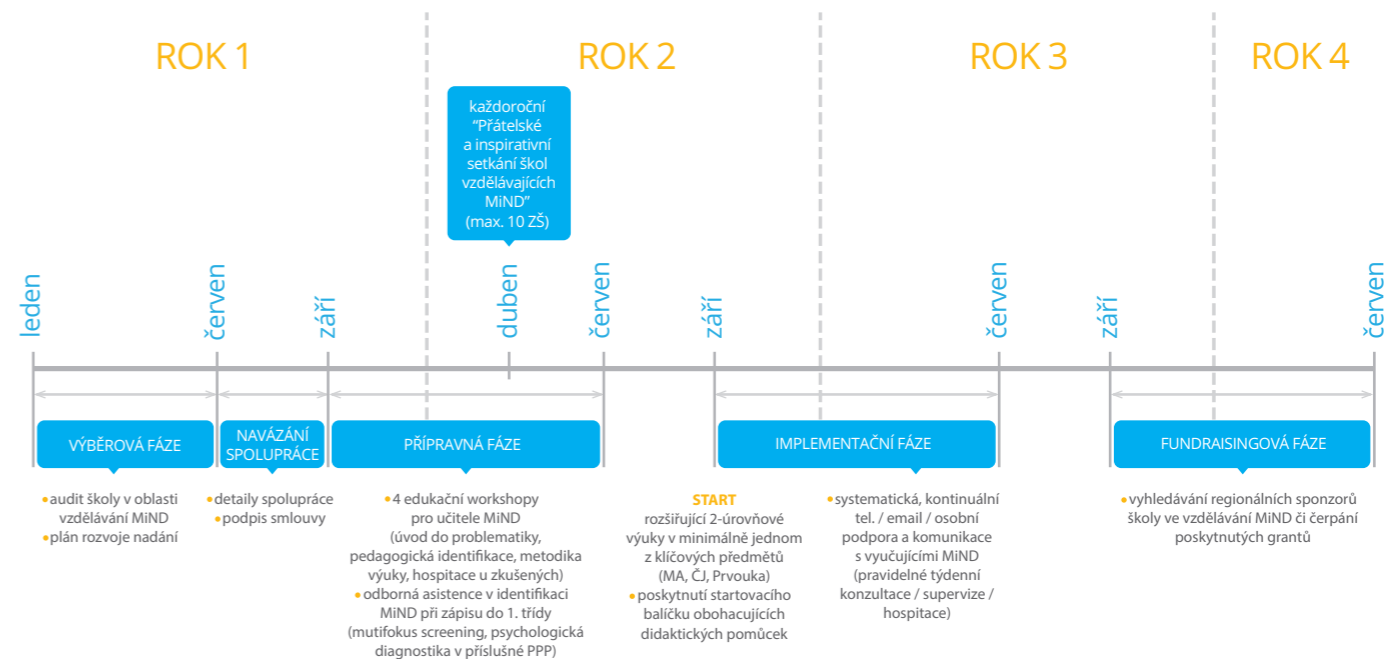 ROK 1
ROK 2
ROK 3
ROK 4
každoroční
“Přátelské
a inspirativní
setkání škol
vzdělávajících
MiND”
(max. 10 ZŠ)
leden
červen
září
duben
červen
září
červen
září
červen
VÝBĚROVÁ FÁZE
NAVÁZÁNÍ
SPOLUPRÁCE
PŘÍPRAVNÁ FÁZE
IMPLEMENTAČNÍ FÁZE
FUNDRAISINGOVÁ FÁZE
•audit školy v oblasti
vzdělávání MiND
•plán rozvoje nadání
•detaily spolupráce
•podpis smlouvy
•4 edukační workshopy
pro učitele MiND
(úvod do problematiky,
pedagogická identifikace, metodika
výuky, hospitace u zkušených)
•odborná asistence v identifikaci
MiND při zápisu do 1. třídy
(mutifokus screening, psychologická
diagnostika v příslušné PPP)
START
rozšiřující 2-úrovňové
výuky v minimálně jednom
z klíčových předmětů
(MA, ČJ, Prvouka)
•poskytnutí startovacího
balíčku obohacujících
didaktických pomůcek
•systematická, kontinuální
tel. / email / osobní
podpora a komunikace
s vyučujícími MiND
(pravidelné týdenní
konzultace / supervize /
hospitace)
•vyhledávání regionálních sponzorů
školy ve vzdělávání MiND či čerpání
poskytnutých grantů